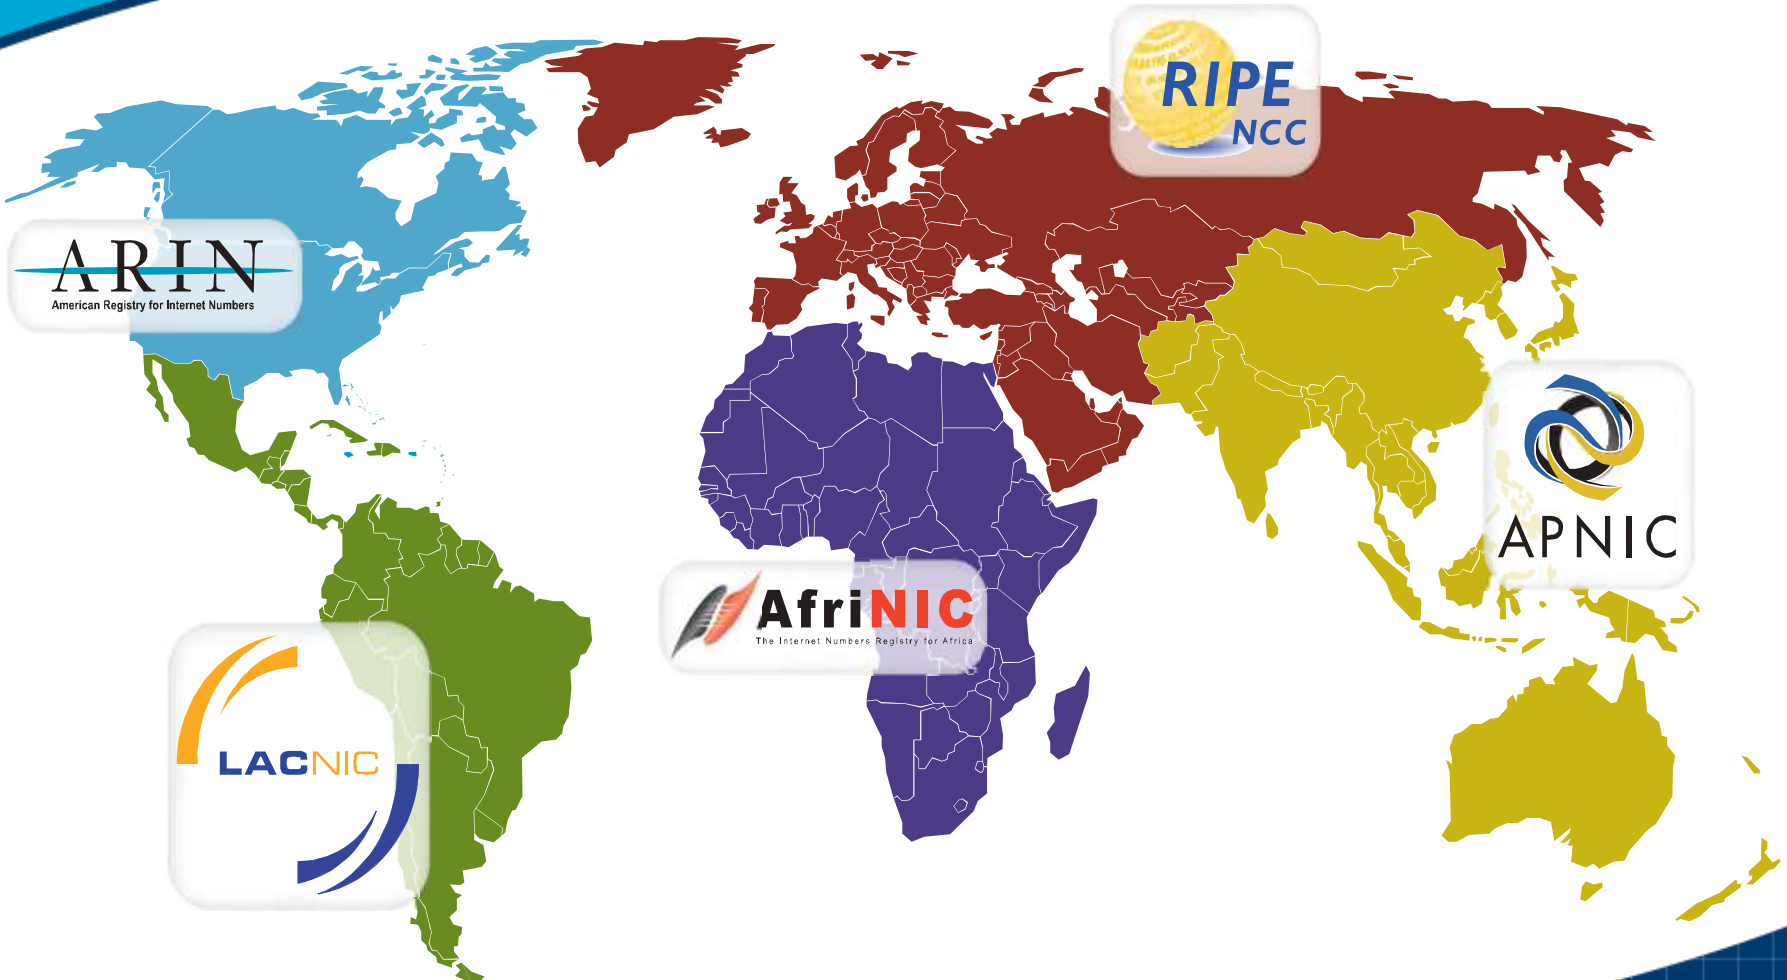 RIPE
NCC
ARIN
American Registry for Internet Numbers
APNIC
AfriNIC
The Internet Numbers Registry for Africa
LACNIC